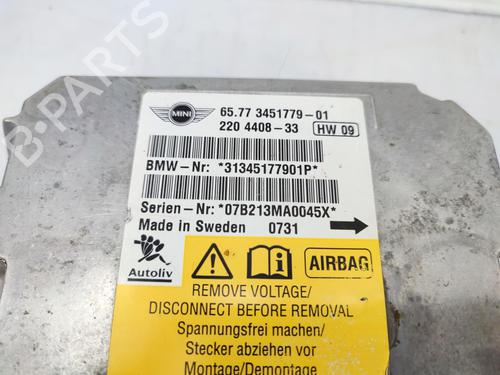 MINI
65.77 3451779-01
220 4408-33 HW 09
BMW-Nr: *31345177901P*
Serien-Nr: *07B213MA0045X*
Made in Sweden 0731
Autoliv
AIRBAG
REMOVE VOLTAGE/
DISCONNECT BEFORE REMOVAL
Spannungsfrei machen/
Stecker abziehen vor
Montage/Demontage
B-PARTS